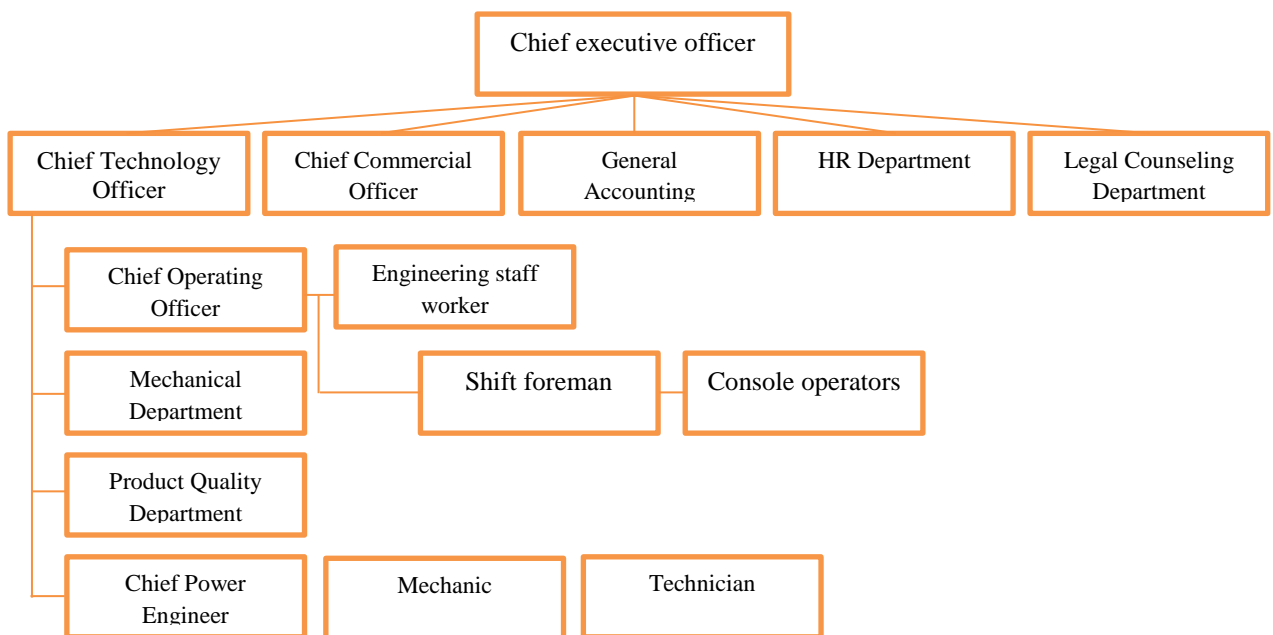 Chief executive officer
Chief Technology
Officer
Chief Commercial
Officer
General
Accounting
HR Department
Legal Counseling
Department
Chief Operating
Officer
Engineering staff
worker
Mechanical
Department
Shift foreman
Console operators
Product Quality
Department
Chief Power
Engineer
Mechanic
Technician